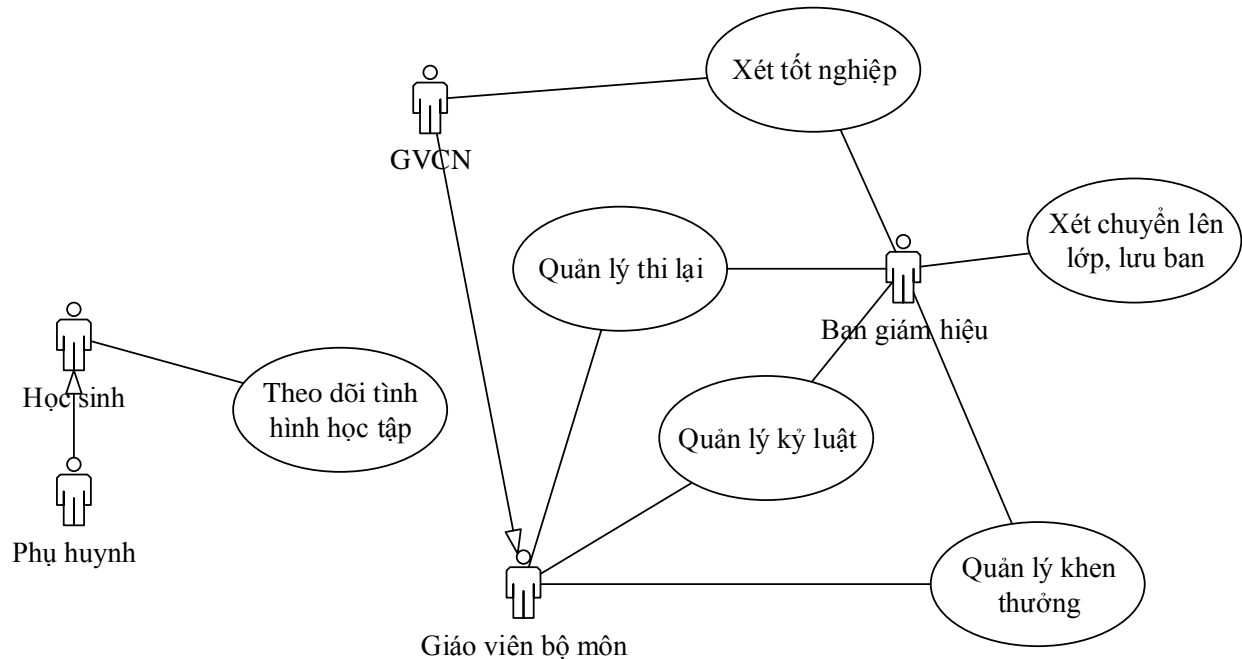 Xét tốt nghiệp
GVCN
Xét chuyển lên
lớp, lưu ban
Quản lý thi lại
Ban giám hiệu
Học sinh
Theo dõi tình
hình học tập
Quản lý kỷ luật
Phụ huynh
Quản lý khen
thưởng
Giáo viên bộ môn